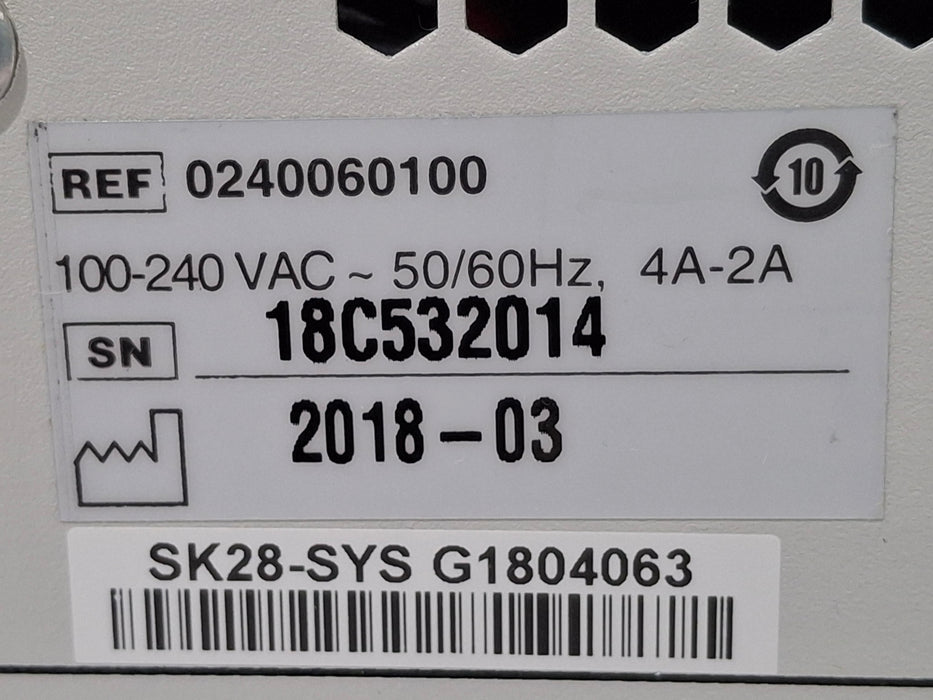 REF 0240060100
10
100-240 VAC ~ 50/60Hz, 4A-2A
SN 18C532014
2018-03
SK28-SYS G1804063